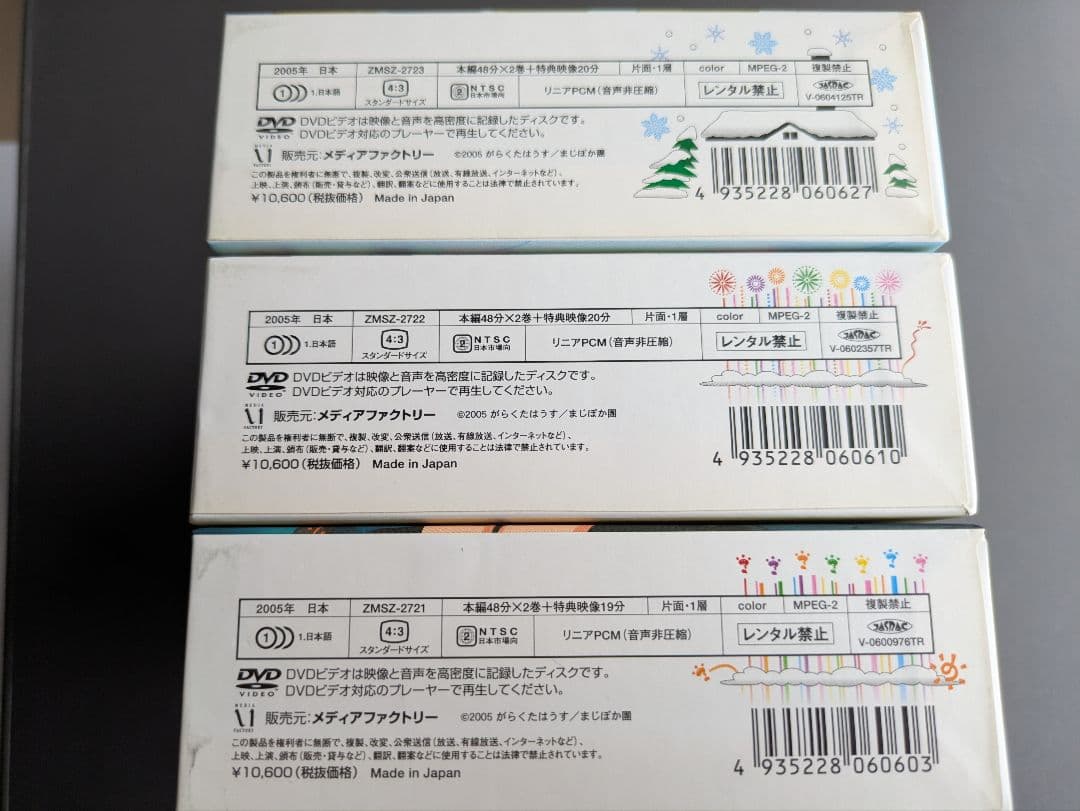 2005年 日本 ZMSZ-2723 本編48分×2巻+特典映像20分 片面・1層 color MPEG-2 複製禁止
1 1.日本語 4:3 スタンダードサイズ 2 NTSC 日本市場向 リニアPCM(音声非圧縮) レンタル禁止 JASRAC V-0604125TR
DVD VIDEO DVDビデオは映像と音声を高密度に記録したディスクです。
DVDビデオ対応のプレーヤーで再生してください。
MEDIA FACTORY 販売元:メディアファクトリー ©2005 がらくたはうす/まじぽか團
この製品を権利者に無断で、複製、改変、公衆送信(放送、有線放送、インターネットなど)、
上映、上演、頒布(販売・貸与など)、翻訳、翻案などに使用することは法律で禁止されています。
¥10,600(税抜価格) Made in Japan
4 935228 060627
2005年 日本 ZMSZ-2722 本編48分×2巻+特典映像20分 片面・1層 color MPEG-2 複製禁止
1 1.日本語 4:3 スタンダードサイズ 2 NTSC 日本市場向 リニアPCM(音声非圧縮) レンタル禁止 JASRAC V-0602357TR
DVD VIDEO DVDビデオは映像と音声を高密度に記録したディスクです。
DVDビデオ対応のプレーヤーで再生してください。
MEDIA FACTORY 販売元:メディアファクトリー ©2005 がらくたはうす/まじぽか團
この製品を権利者に無断で、複製、改変、公衆送信(放送、有線放送、インターネットなど)、
上映、上演、頒布(販売・貸与など)、翻訳、翻案などに使用することは法律で禁止されています。
¥10,600(税抜価格) Made in Japan
4 935228 060610
2005年 日本 ZMSZ-2721 本編48分×2巻+特典映像19分 片面・1層 color MPEG-2 複製禁止
1 1.日本語 4:3 スタンダードサイズ 2 NTSC 日本市場向 リニアPCM(音声非圧縮) レンタル禁止 JASRAC V-0600976TR
DVD VIDEO DVDビデオは映像と音声を高密度に記録したディスクです。
DVDビデオ対応のプレーヤーで再生してください。
MEDIA FACTORY 販売元:メディアファクトリー ©2005 がらくたはうす/まじぽか團
この製品を権利者に無断で、複製、改変、公衆送信(放送、有線放送、インターネットなど)、
上映、上演、頒布(販売・貸与など)、翻訳、翻案などに使用することは法律で禁止されています。
¥10,600(税抜価格) Made in Japan
4 935228 060603